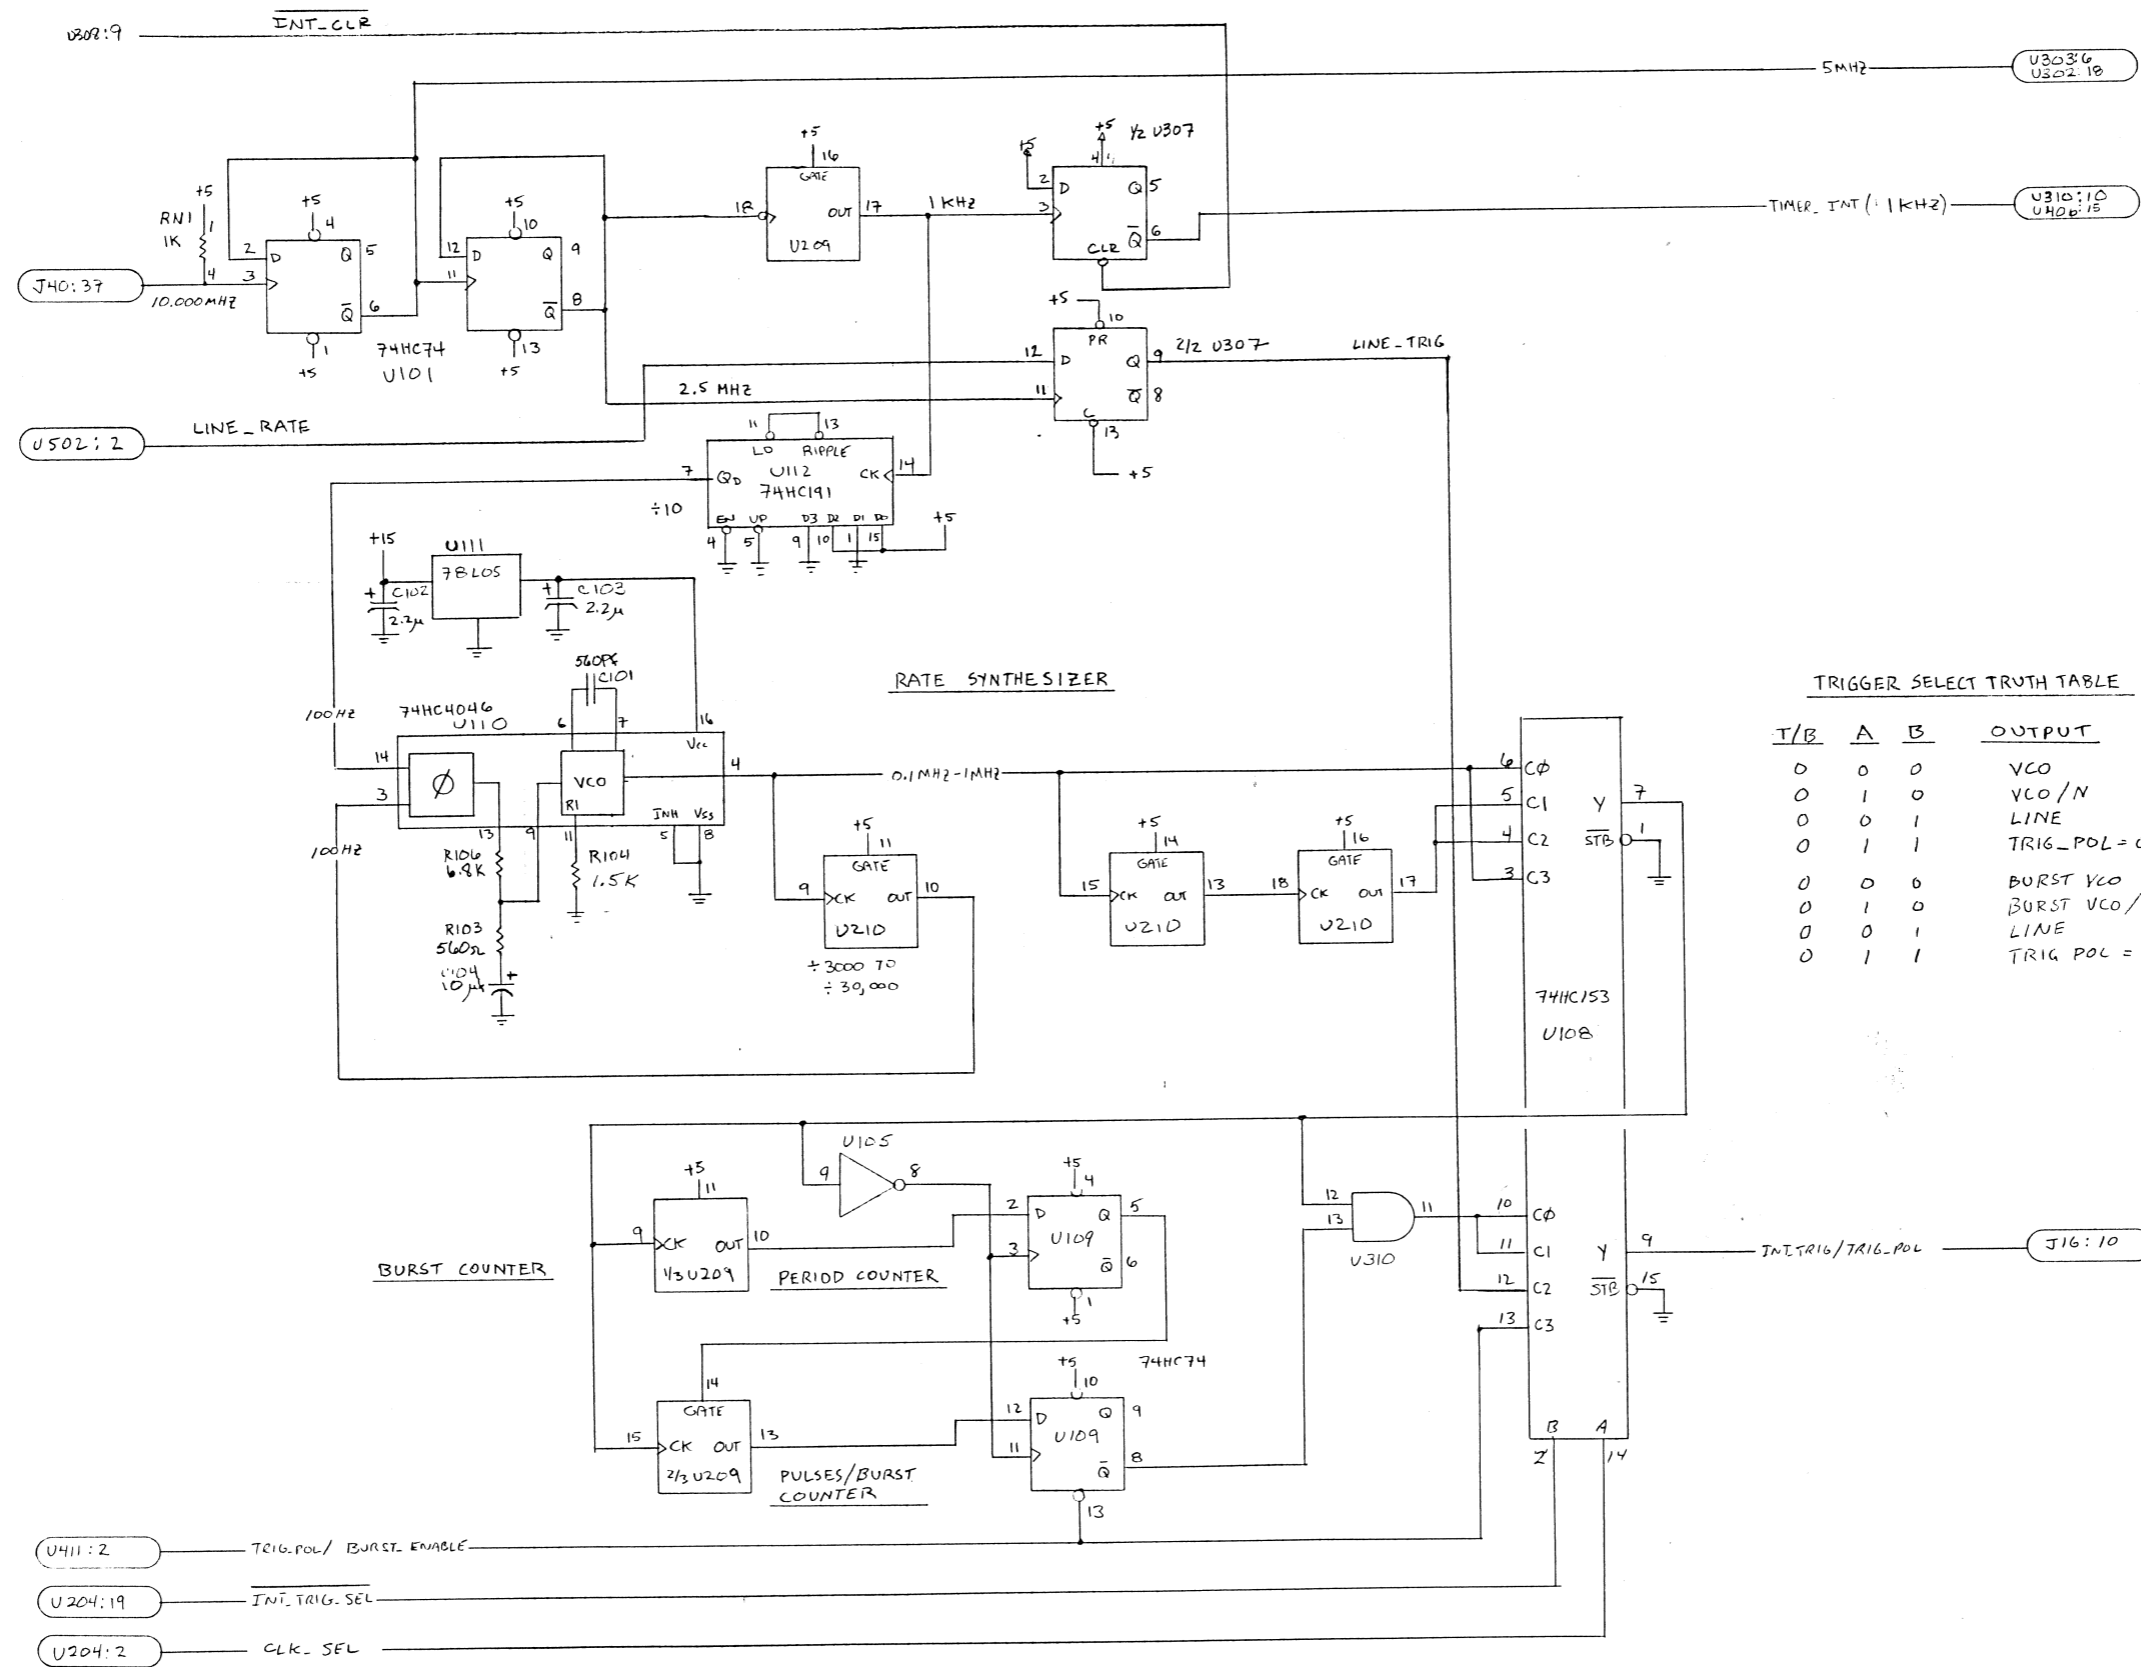 U308:9
INT_CLR
5MHZ
U303:6
U302:18
+5
RN1
1K
1
4
J40:37
10.000MHZ
+5
4
2 D Q 5
3
Q 6
1
+5
74HC74
U101
+5
10
12 D Q 9
11
Q 8
13
+5
+5
16
GATE
18
OUT 17
U209
1 KHZ
+5
+5
4
1/2 U307
2 D Q 5
3
CLR Q 6
TIMER_INT (1KHZ)
U310:10
U406:15
+5
10
PR
12 D Q 9
2/2 U307
LINE_TRIG
11
Q 8
C
13
+5
2.5 MHZ
U502:2
LINE_RATE
11 13
LD RIPPLE
7 QD U112 CK 14
74HC191
÷10
EN UP D3 D2 D1 D0
4 5 9 10 1 15
+5
+15
U111
78L05
+ C102
2.2µ
+ C103
2.2µ
560PF
C101
RATE SYNTHESIZER
100HZ
74HC4046
U110
6 7 16
Vcc
14
Ø
3
VCO
R1
4
INH VSS
13 9 11 5 8
100HZ
R106
6.8K
R104
1.5K
R103
560Ω
C104
10µ
+
0.1MHZ-1MHZ
+5
11
GATE
9 CK OUT 10
U210
÷3000 TO
÷30,000
+5
14
GATE
15 CK OUT 13
U210
+5
16
GATE
18 CK OUT 17
U210
6 CØ
5 C1 Y 7
4 C2 STB 1
3 C3
74HC153
U108
TRIGGER SELECT TRUTH TABLE
T/B A B OUTPUT
0 0 0 VCO
0 1 0 VCO/N
0 0 1 LINE
0 1 1 TRIG_POL =
0 0 0 BURST VCO
0 1 0 BURST VCO/
0 0 1 LINE
0 1 1 TRIG POL =
U105
9 8
BURST COUNTER
+5
11
9 CK OUT 10
1/3 U209
PERIOD COUNTER
+5
4
2 D Q 5
U109
3
Q 6
1
+5
14
GATE
15 CK OUT 13
2/3 U209
PULSES/BURST
COUNTER
+5
10
74HC74
12 D Q 9
U109
11
Q 8
13
12
13
11
U310
10 CØ
11 C1 Y 9
12 C2 STB 15
13 C3
INT_TRIG/TRIG_POL
J16:10
B A
2 14
U411:2
TRIG_POL/ BURST_ENABLE
U204:19
INT_TRIG_SEL
U204:2
CLK_SEL